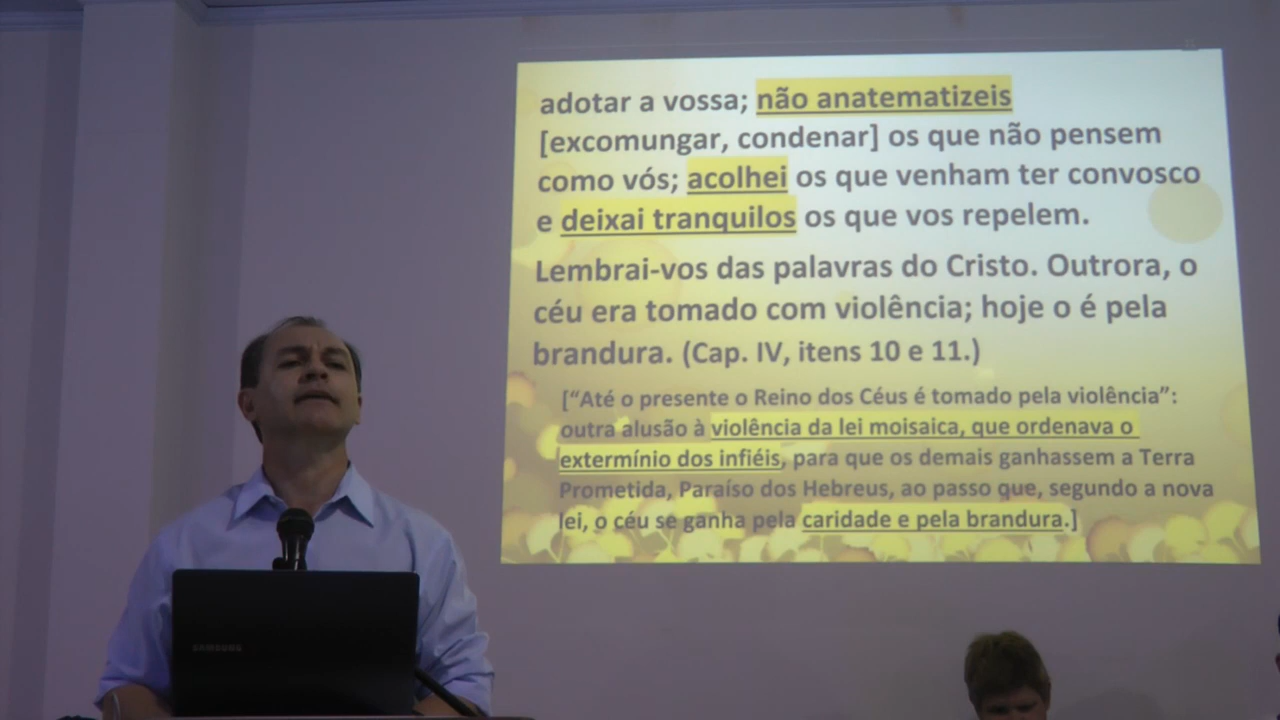 adotar a vossa; não anatematizeis
[excomungar, condenar] os que não pensem
como vós; acolhei os que venham ter convosco
e deixai tranquilos os que vos repelem.
Lembrai-vos das palavras do Cristo. Outrora, o
céu era tomado com violência; hoje o é pela
brandura. (Cap. IV, itens 10 e 11.)
["Até o presente o Reino dos Céus é tomado pela violência":
outra alusão à violência da lei moisaica, que ordenava o
extermínio dos infiéis, para que os demais ganhassem a Terra
Prometida, Paraíso dos Hebreus, ao passo que, segundo a nova
lei, o céu se ganha pela caridade e pela brandura.]
SAMSUNG